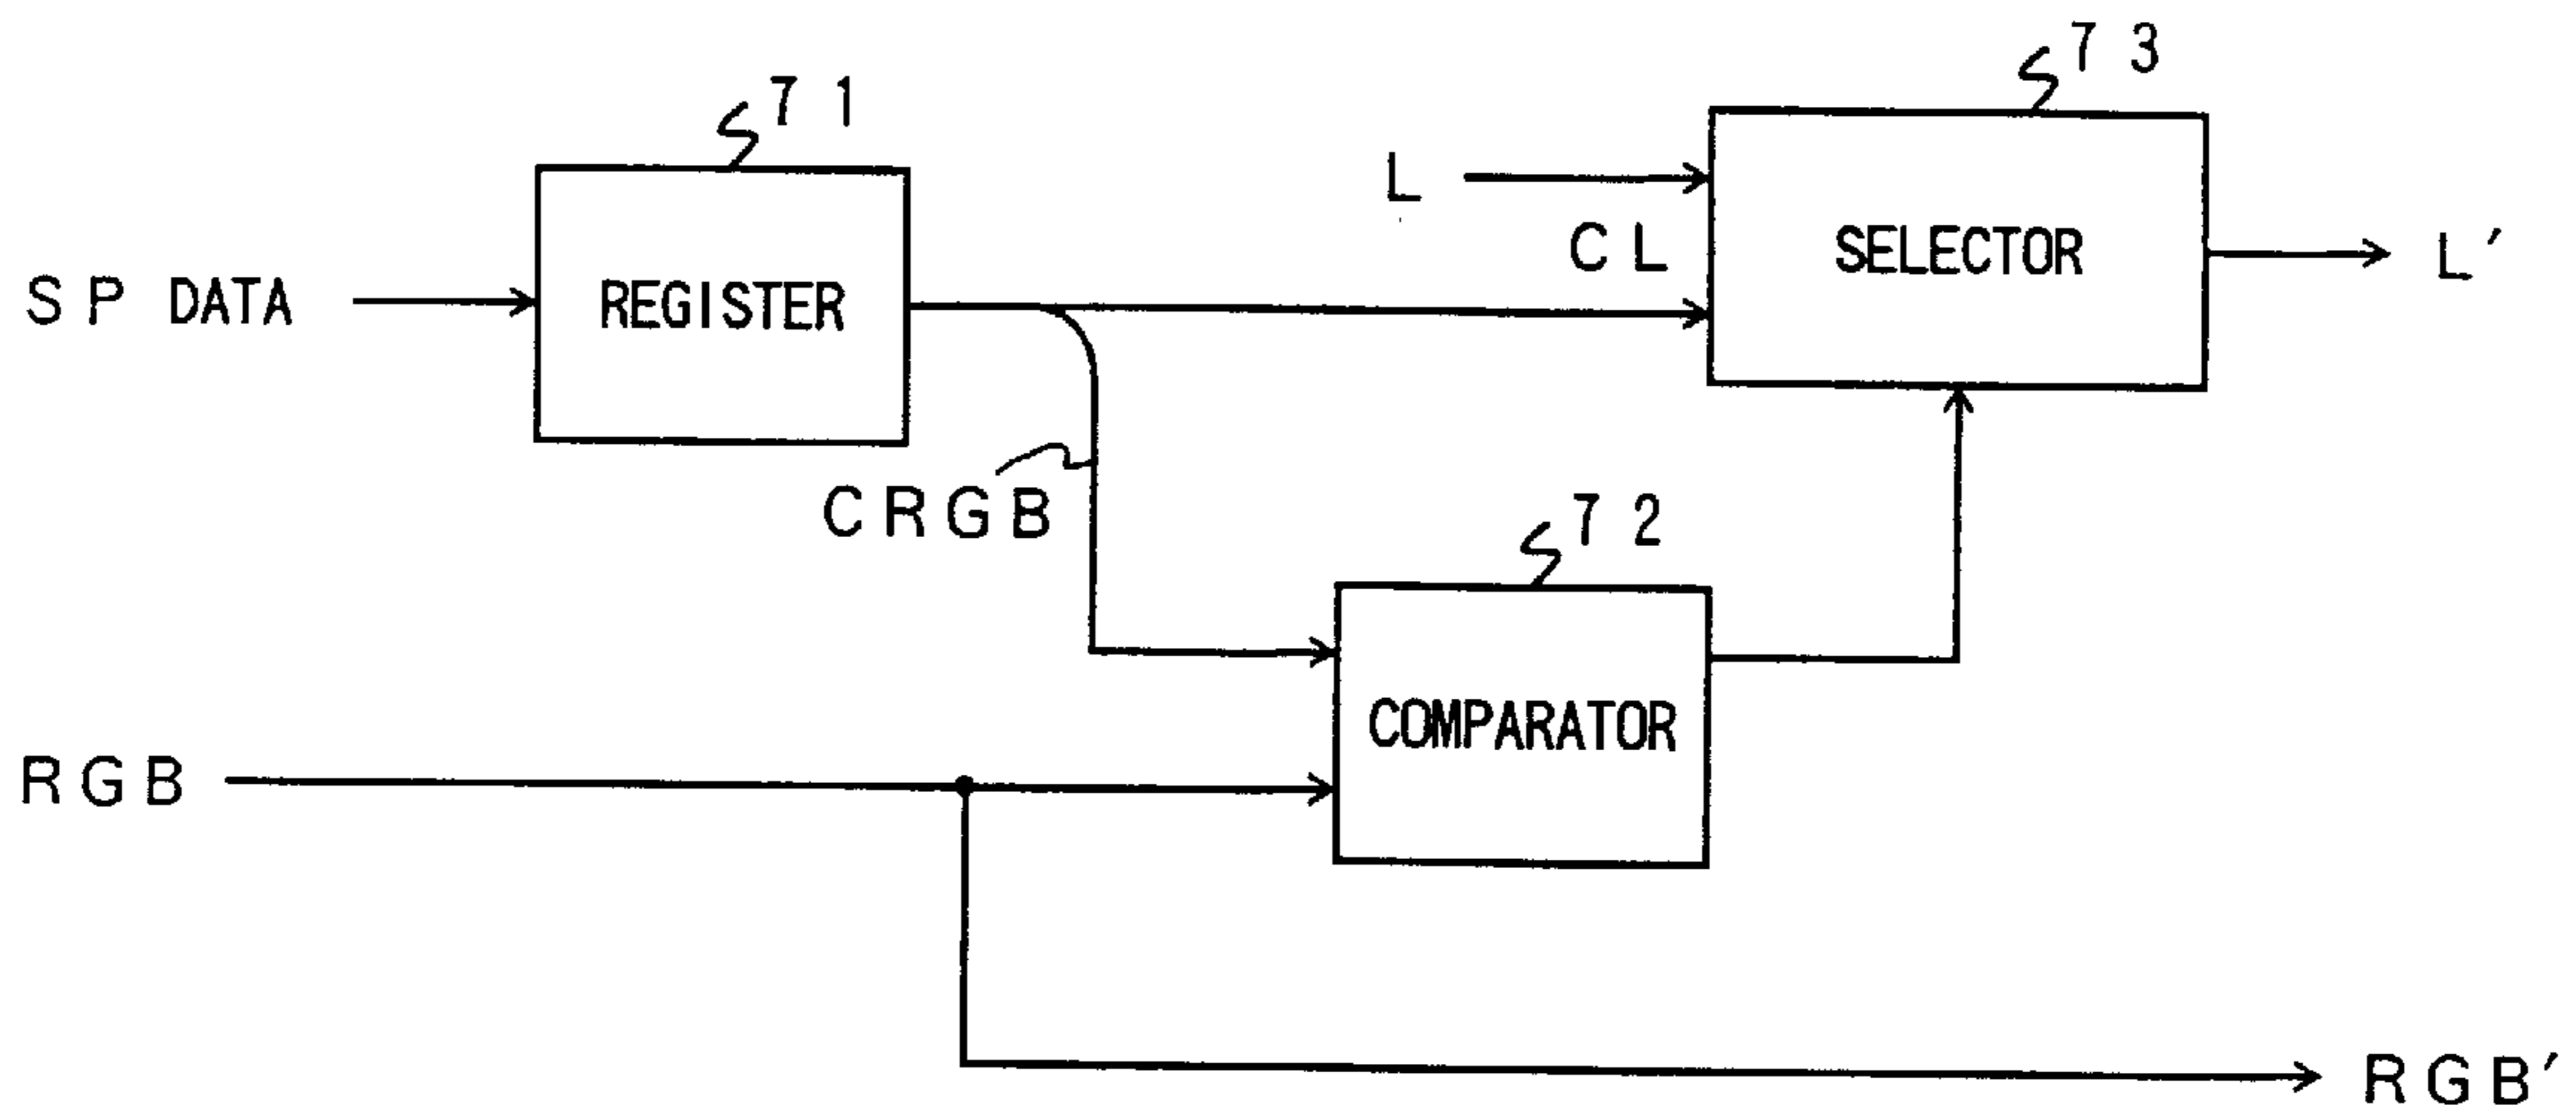 73
71
L
CL
SELECTOR
L'
SP DATA
REGISTER
CRGB
72
COMPARATOR
RGB
RGB'